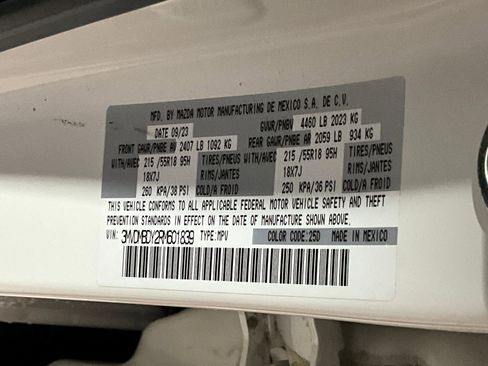 MFD. BY MAZDA MOTOR MANUFACTURING DE MEXICO S.A. DE C.V.
DATE 09/23 GVWR/PNBV 4460 LB 2023 KG
FRONT GAWR/PNBE AV 2407 LB 1092 KG REAR GAWR/PNBE AR 2059 LB 934 KG
WITH/AVEC 215 /55R18 95H TIRES/PNEUS WITH/AVEC 215 /55R18 95H TIRES/PNEUS
18X7J RIMS/JANTES 18X7J RIMS/JANTES
260 KPA/38 PSI COLD/A FROID 250 KPA/36 PSI COLD/A FROID
THIS VEHICLE CONFORMS TO ALL APPLICABLE FEDERAL MOTOR VEHICLE SAFETY AND THEFT
PREVENTION STANDARDS IN EFFECT ON THE DATE OF MANUFACTURE SHOWN ABOVE.
VIN: 3MVDMBDY2RM601839 TYPE:MPV COLOR CODE:25D MADE IN MEXICO